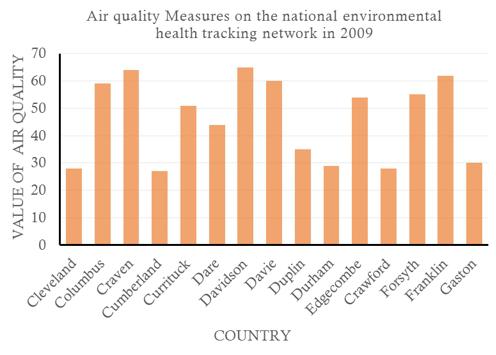 Air quality Measures on the national environmental
health tracking network in 2009
VALUE OF AIR QUALITY
70
60
50
40
30
20
10
0
Cleveland
Columbus
Craven
Cumberland
Currituck
Dare
Davidson
Davie
Duplin
Durham
Edgecombe
Crawford
Forsyth
Franklin
Gaston
COUNTRY